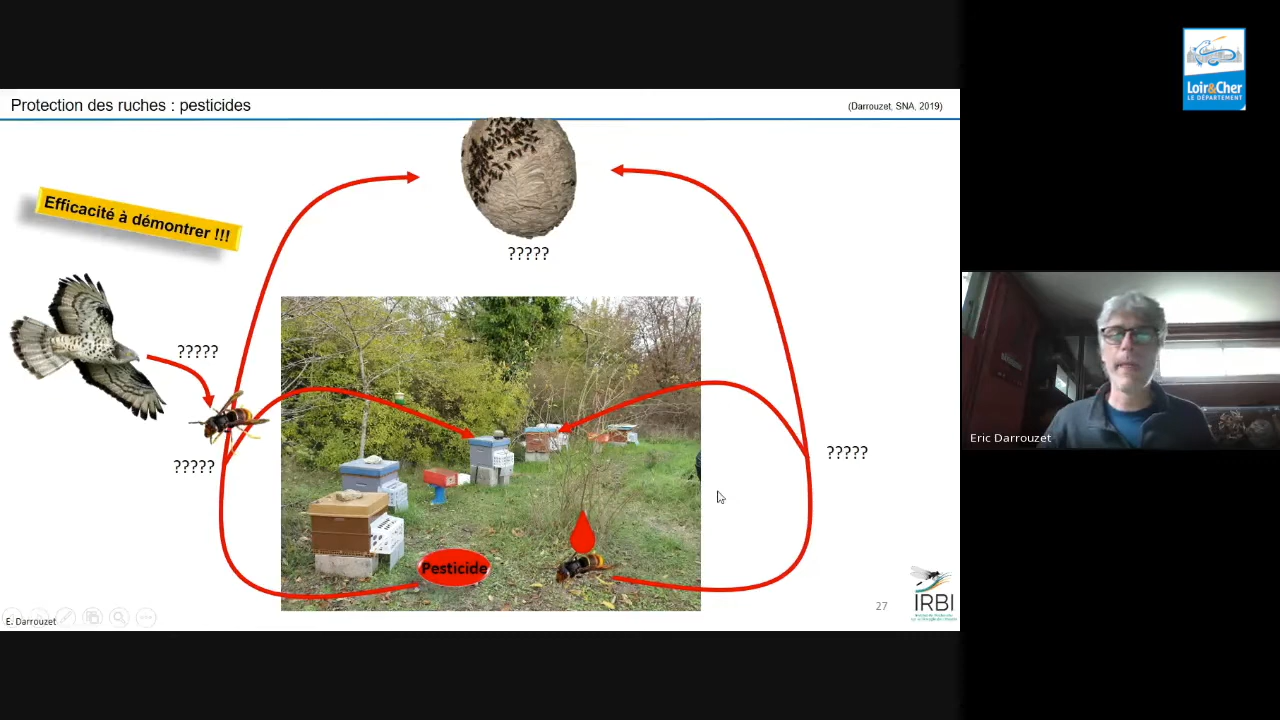 Protection des ruches : pesticides
(Darrouzet, SNA, 2019)
Loir&Cher
LE DÉPARTEMENT
Efficacité à démontrer !!!
?????
?????
?????
?????
Eric Darrouzet
Pesticide
27
IRBI
E. Darrouzet